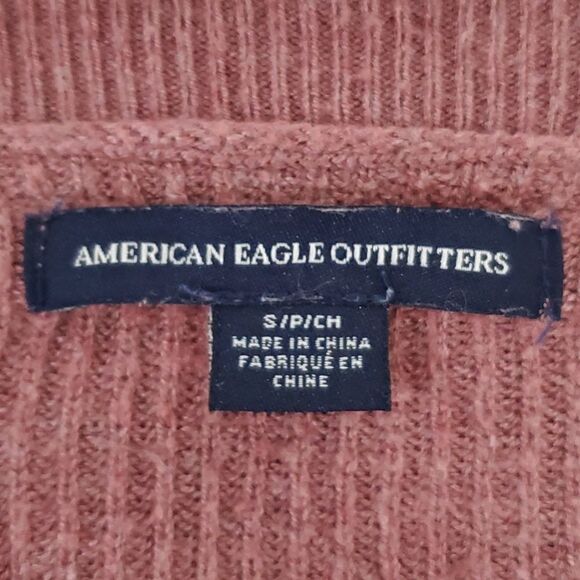 AMERICAN EAGLE OUTFITTERS
S/P/CH
MADE IN CHINA
FABRIQUÉ EN
CHINE